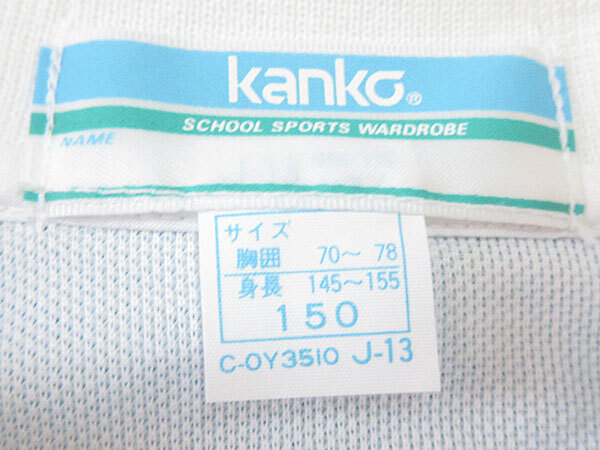 kanko®
SCHOOL SPORTS WARDROBE
NAME
サイズ
胸囲 70～78
身長 145～155
150
C-OY3510 J-13